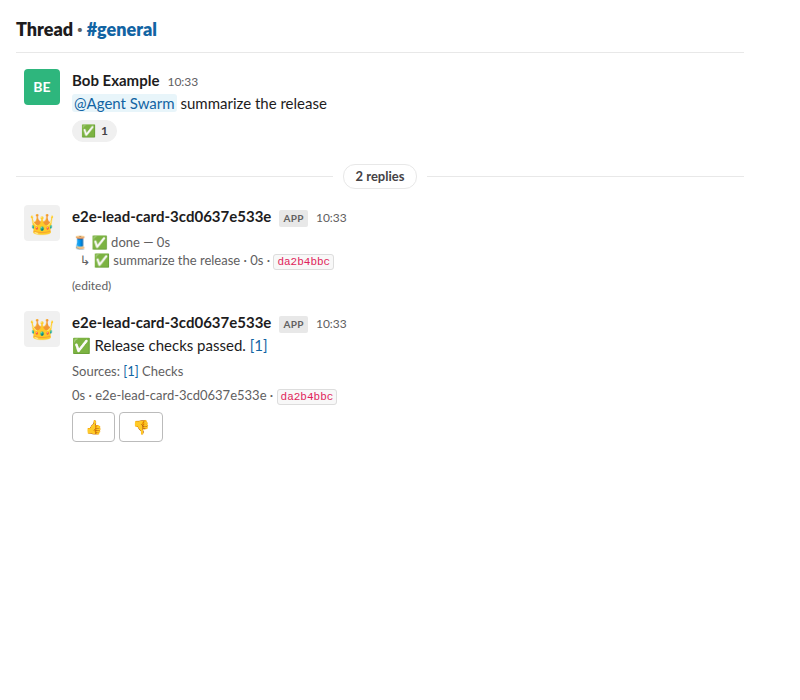 Thread • #general
BE
Bob Example 10:33
@Agent Swarm summarize the release
✅ 1
2 replies
e2e-lead-card-3cd0637e533e APP 10:33
🧵 ✅ done — 0s
↳ ✅ summarize the release · 0s · da2b4bbc
(edited)
e2e-lead-card-3cd0637e533e APP 10:33
✅ Release checks passed. [1]
Sources: [1] Checks
0s · e2e-lead-card-3cd0637e533e · da2b4bbc
👍 👎